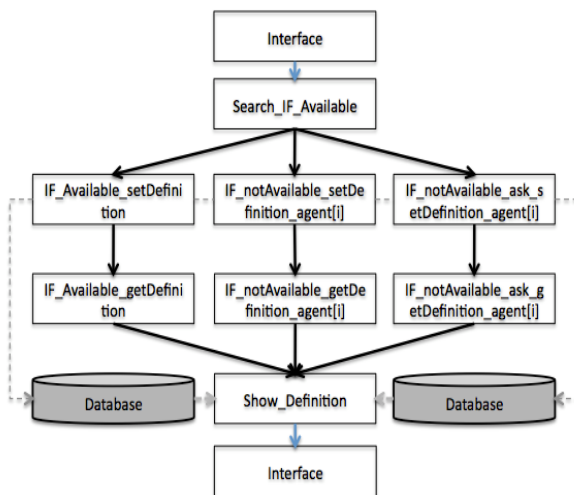 Interface
Search_IF_Available
IF_Available_setDefini
tion
IF_notAvailable_setDe
finition_agent[i]
IF_notAvailable_ask_s
etDefinition_agent[i]
IF_Available_getDefini
tion
IF_notAvailable_getDe
finition_agent[i]
IF_notAvailable_ask_g
etDefinition_agent[i]
Database
Show_Definition
Database
Interface